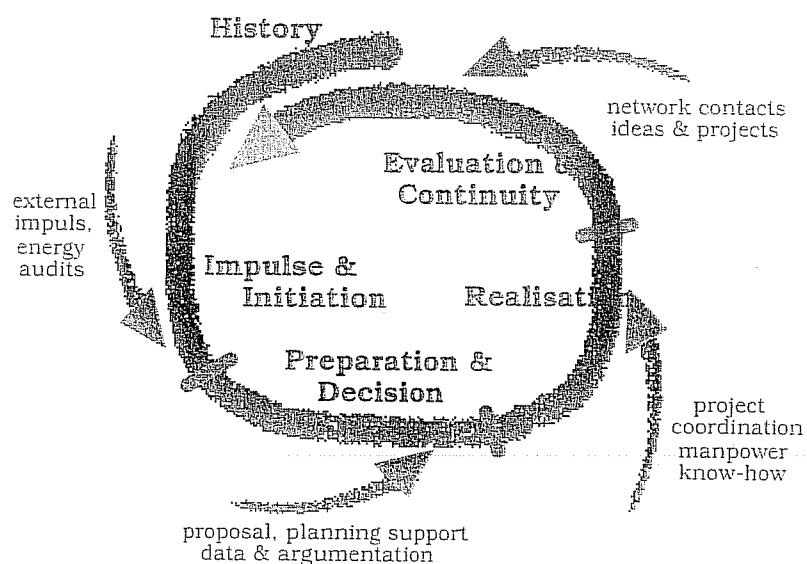 History
network contacts
ideas & projects
Evaluation &
Continuity
external
impuls,
energy
audits
Impulse &
Initiation
Realisation
Preparation &
Decision
project
coordination
manpower
know-how
proposal, planning support
data & argumentation